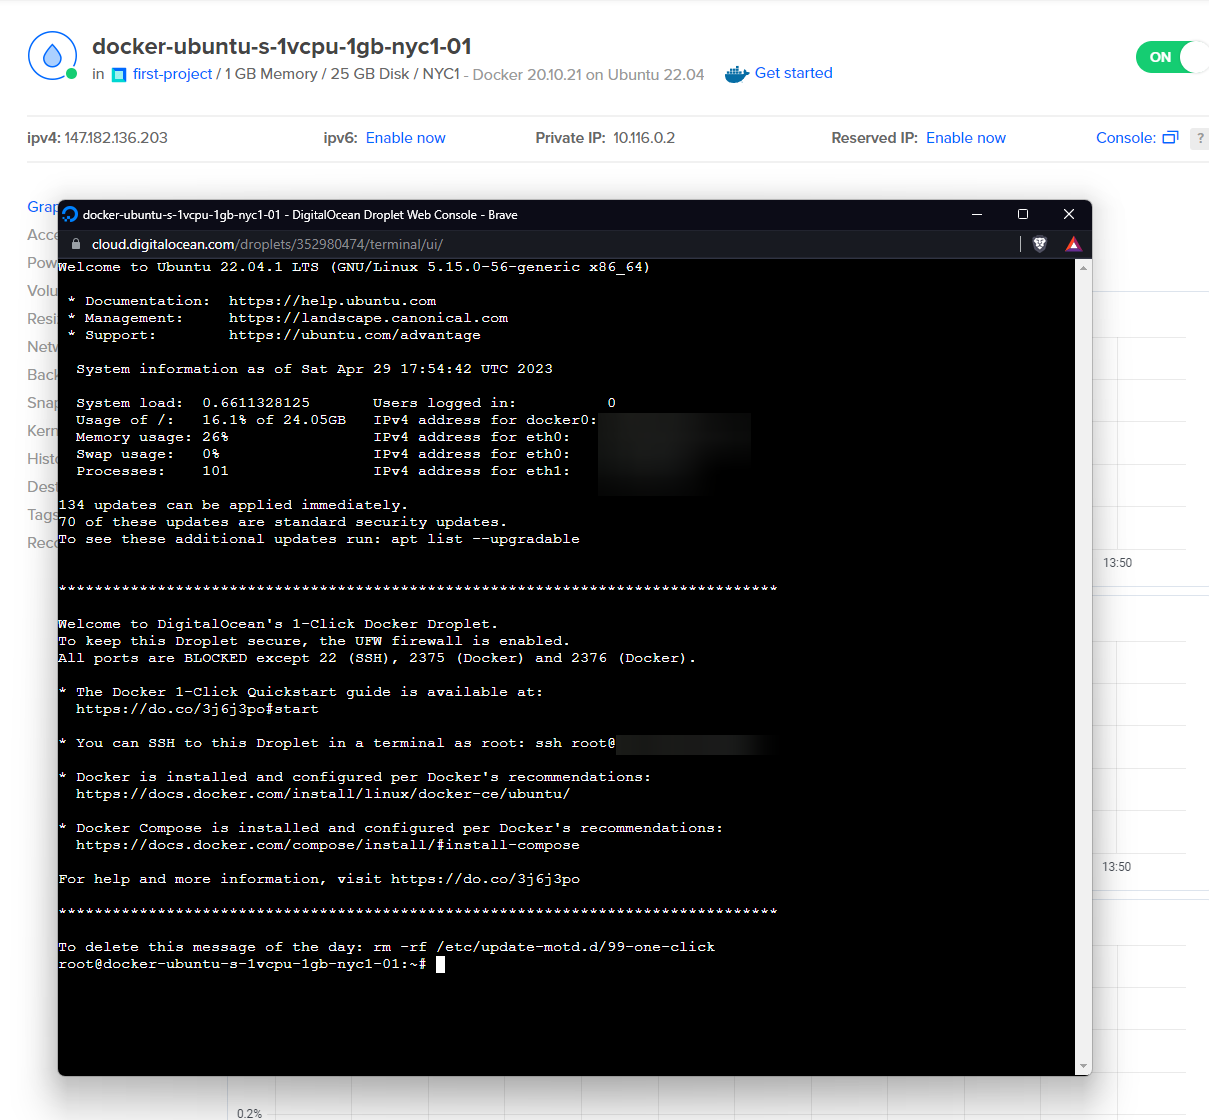 docker-ubuntu-s-1vcpu-1gb-nyc1-01
in first-project / 1 GB Memory / 25 GB Disk / NYC1 - Docker 20.10.21 on Ubuntu 22.04 Get started
ON
ipv4: 147.182.136.203 ipv6: Enable now Private IP: 10.116.0.2 Reserved IP: Enable now Console: ?
docker-ubuntu-s-1vcpu-1gb-nyc1-01 - DigitalOcean Droplet Web Console - Brave
cloud.digitalocean.com/droplets/352980474/terminal/ui/
Welcome to Ubuntu 22.04.1 LTS (GNU/Linux 5.15.0-56-generic x86_64)
* Documentation: https://help.ubuntu.com
* Management: https://landscape.canonical.com
* Support: https://ubuntu.com/advantage
System information as of Sat Apr 29 17:54:42 UTC 2023
System load: 0.6611328125 Users logged in: 0
Usage of /: 16.1% of 24.05GB IPv4 address for docker0:
Memory usage: 26% IPv4 address for eth0:
Swap usage: 0% IPv4 address for eth0:
Processes: 101 IPv4 address for eth1:
134 updates can be applied immediately.
70 of these updates are standard security updates.
To see these additional updates run: apt list --upgradable
********************************************************************************
Welcome to DigitalOcean's 1-Click Docker Droplet.
To keep this Droplet secure, the UFW firewall is enabled.
All ports are BLOCKED except 22 (SSH), 2375 (Docker) and 2376 (Docker).
* The Docker 1-Click Quickstart guide is available at:
https://do.co/3j6j3po#start
* You can SSH to this Droplet in a terminal as root: ssh root@
* Docker is installed and configured per Docker's recommendations:
https://docs.docker.com/install/linux/docker-ce/ubuntu/
* Docker Compose is installed and configured per Docker's recommendations:
https://docs.docker.com/compose/install/#install-compose
For help and more information, visit https://do.co/3j6j3po
********************************************************************************
To delete this message of the day: rm -rf /etc/update-motd.d/99-one-click
root@docker-ubuntu-s-1vcpu-1gb-nyc1-01:~#
Grap
Acce
Pow
Volu
Resi
Netw
Back
Snap
Kern
Histo
Dest
Tags
Reco
13:50
13:50
0.2%